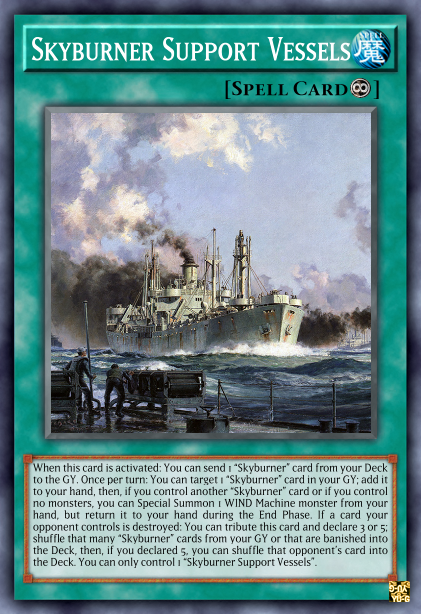 SKYBURNER SUPPORT VESSELS
SPELL
魔
[SPELL CARD]
When this card is activated: You can send 1 "Skyburner" card from your Deck
to the GY. Once per turn: You can target 1 "Skyburner" card in your GY; add it
to your hand, then, if you control another "Skyburner" card or if you control
no monsters, you can Special Summon 1 WIND Machine monster from your
hand, but return it to your hand during the End Phase. If a card your
opponent controls is destroyed: You can tribute this card and declare 3 or 5;
shuffle that many "Skyburner" cards from your GY or that are banished into
the Deck, then, if you declared 5, you can shuffle that opponent's card into
the Deck. You can only control 1 "Skyburner Support Vessels".